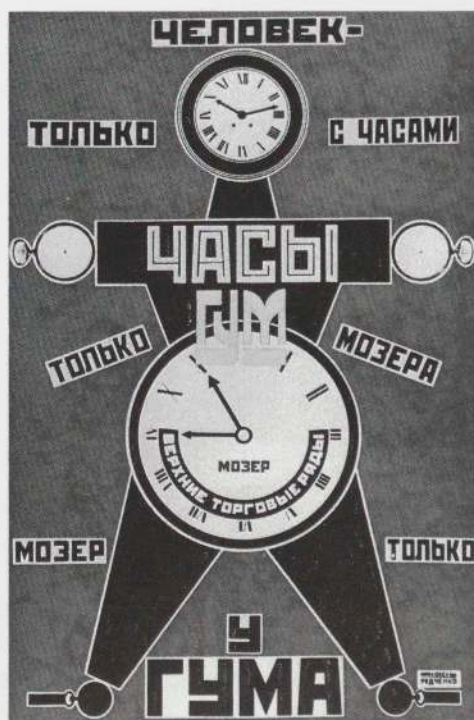 ЧЕЛОВЕК-
ТОЛЬКО С ЧАСАМИ
ЧАСЫ
ГУМ
ТОЛЬКО МОЗЕРА
МОЗЕР
ВЕРХНИЕ ТОРГОВЫЕ РЯДЫ
МОЗЕР ТОЛЬКО
У
ГУМА